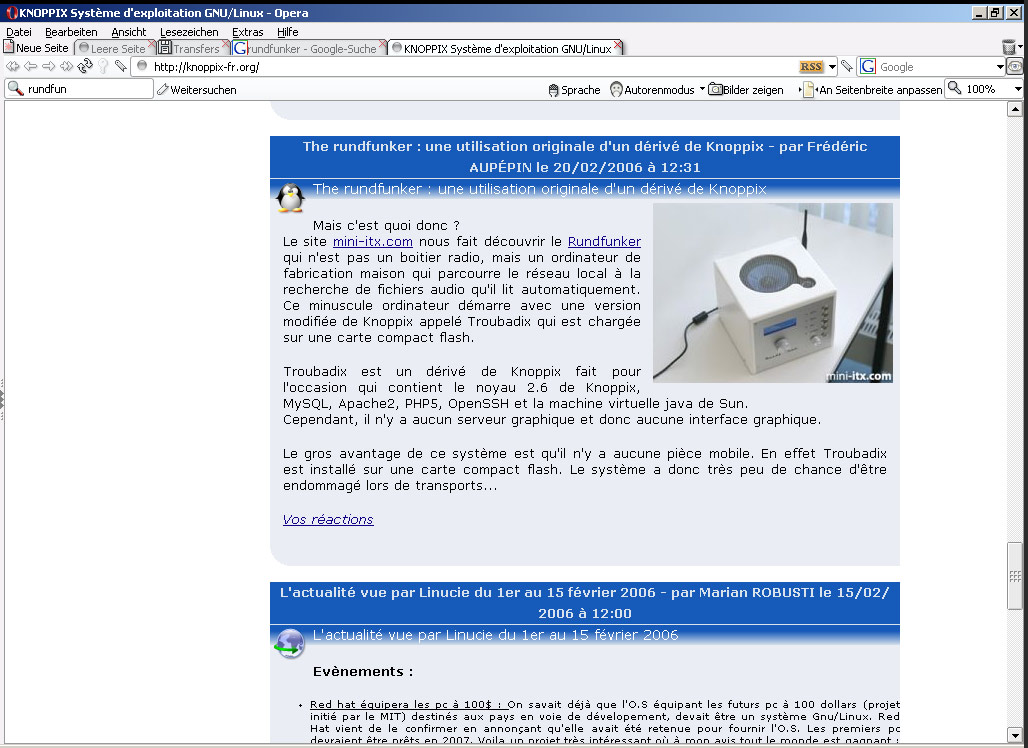 KNOPPIX Système d'exploitation GNU/Linux - Opera
Datei Bearbeiten Ansicht Lesezeichen Extras Hilfe
Neue Seite Leere Seite Transfers rundfunker - Google-Suche KNOPPIX Système d'exploitation GNU/Linux
http://knoppix-fr.org/ RSS Google
rundfun Weitersuchen Sprache Autorenmodus Bilder zeigen An Seitenbreite anpassen 100%
The rundfunker : une utilisation originale d'un dérivé de Knoppix - par Frédéric
AUPÉPIN le 20/02/2006 à 12:31
The rundfunker : une utilisation originale d'un dérivé de Knoppix
Mais c'est quoi donc ?
Le site mini-itx.com nous fait découvrir le Rundfunker
qui n'est pas un boitier radio, mais un ordinateur de
fabrication maison qui parcourre le réseau local à la
recherche de fichiers audio qu'il lit automatiquement.
Ce minuscule ordinateur démarre avec une version
modifiée de Knoppix appelé Troubadix qui est chargée
sur une carte compact flash.
mini-itx.com
Troubadix est un dérivé de Knoppix fait pour
l'occasion qui contient le noyau 2.6 de Knoppix,
MySQL, Apache2, PHP5, OpenSSH et la machine virtuelle java de Sun.
Cependant, il n'y a aucun serveur graphique et donc aucune interface graphique.
Le gros avantage de ce système est qu'il n'y a aucune pièce mobile. En effet Troubadix
est installé sur une carte compact flash. Le système a donc très peu de chance d'être
endommagé lors de transports...
Vos réactions
L'actualité vue par Linucie du 1er au 15 février 2006 - par Marian ROBUSTI le 15/02/
2006 à 12:00
L'actualité vue par Linucie du 1er au 15 février 2006
Evènements :
• Red hat équipera les pc à 100$ : On savait déjà que l'O.S équipant les futurs pc à 100 dollars (projet
initié par le MIT) destinés aux pays en voie de dévelopement, devait être un système Gnu/Linux. Red
Hat vient de le confirmer en annonçant qu'elle avait été retenue pour fournir l'O.S. Les premiers pc
devraient être prêts en 2007. Voila un projet très intéressant où à mon avis tout le monde est gagnant :